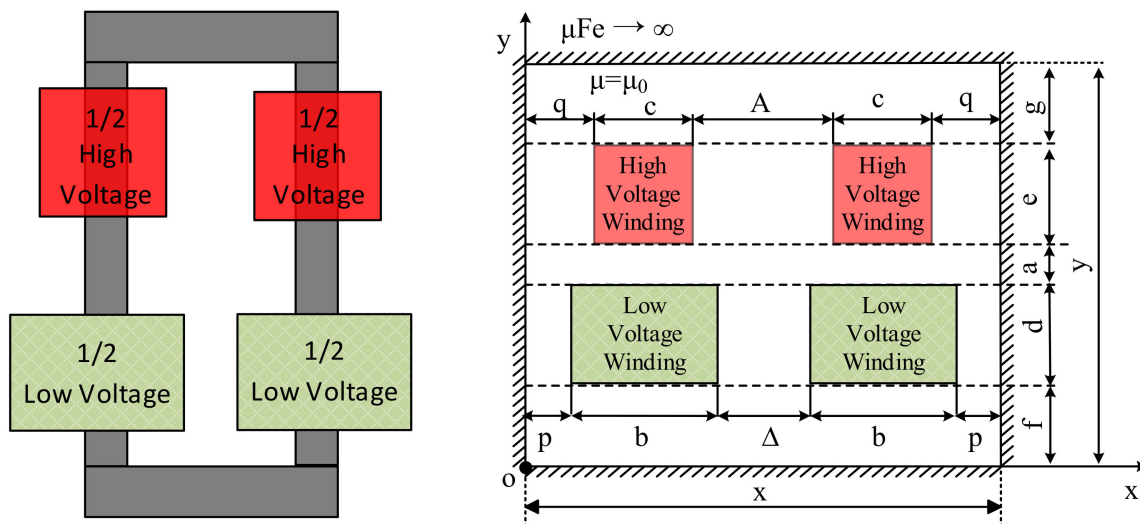 1/2
High
Voltage
1/2
High
Voltage
1/2
Low Voltage
1/2
Low Voltage
y
μFe → ∞
μ=μ₀
q
c
A
c
q
g
High
Voltage
Winding
High
Voltage
Winding
e
a
y
Low
Voltage
Winding
Low
Voltage
Winding
d
p
b
Δ
b
p
f
o
x
x